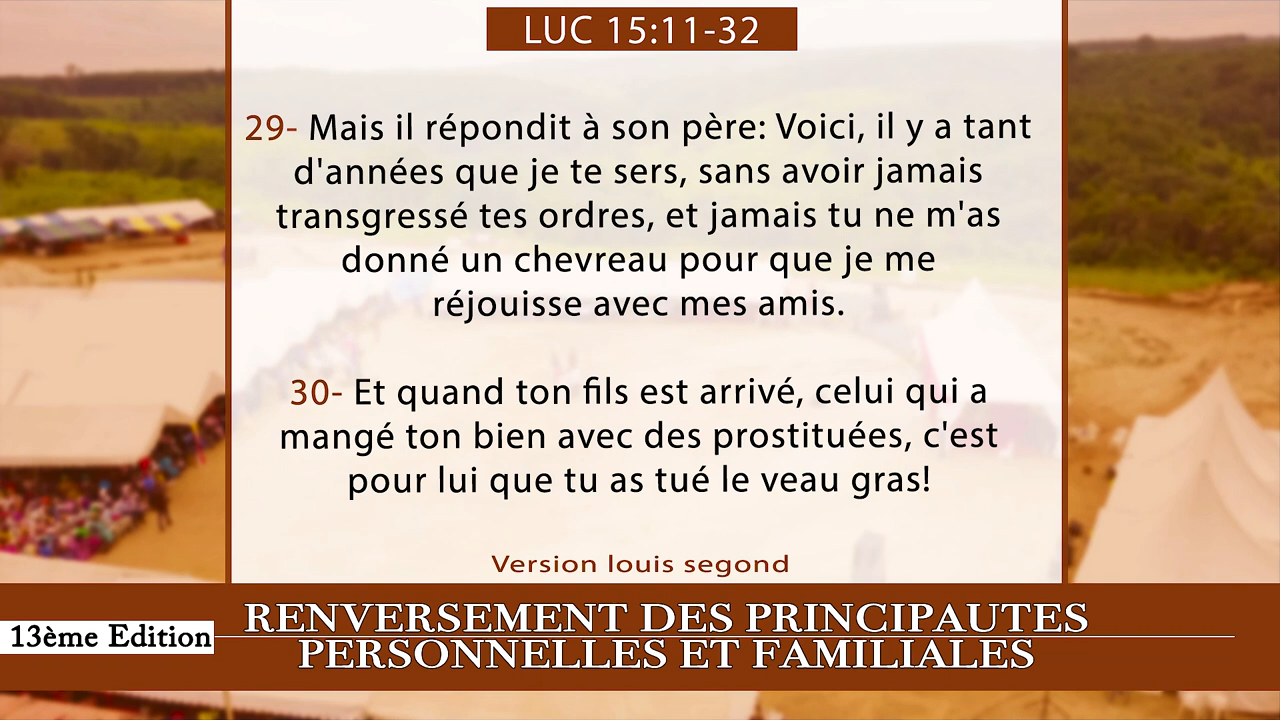 LUC 15:11-32
29- Mais il répondit à son père: Voici, il y a tant
d'années que je te sers, sans avoir jamais
transgressé tes ordres, et jamais tu ne m'as
donné un chevreau pour que je me
réjouisse avec mes amis.
30- Et quand ton fils est arrivé, celui qui a
mangé ton bien avec des prostituées, c'est
pour lui que tu as tué le veau gras!
Version louis segond
13ème Edition
RENVERSEMENT DES PRINCIPAUTES
PERSONNELLES ET FAMILIALES